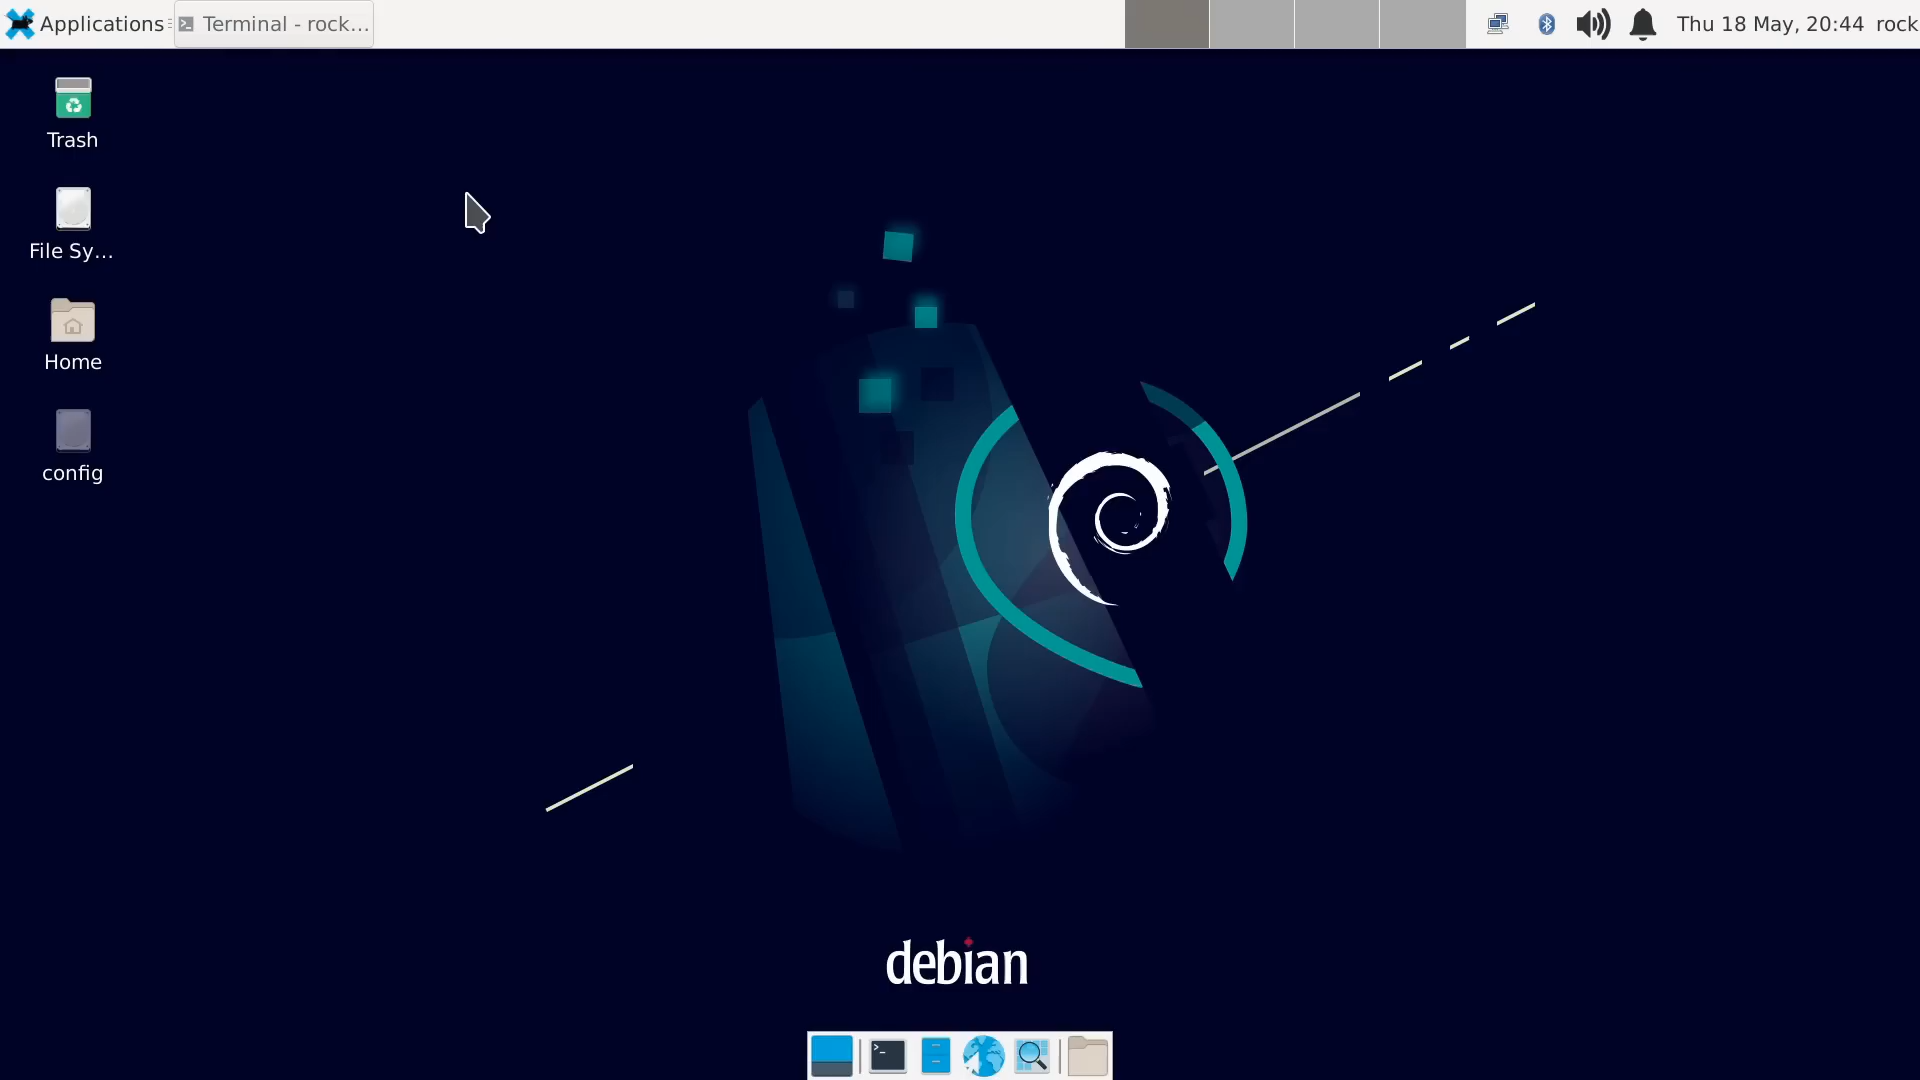 Applications
Terminal - rock...
Thu 18 May, 20:44 rock
Trash
File Sy...
Home
config
debian